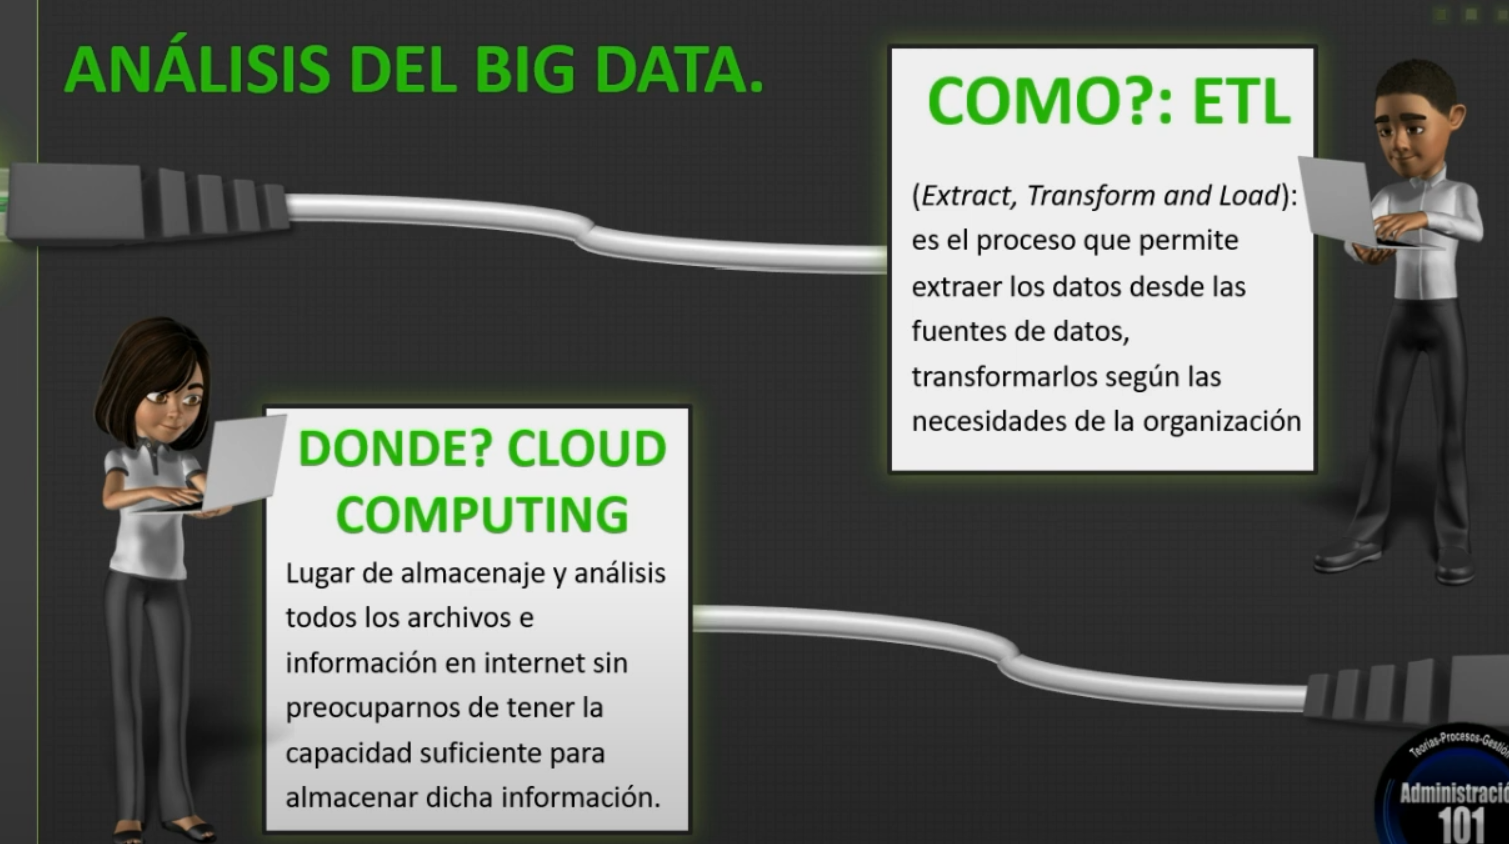 ANÁLISIS DEL BIG DATA.
COMO?: ETL
(Extract, Transform and Load):
es el proceso que permite
extraer los datos desde las
fuentes de datos,
transformarlos según las
necesidades de la organización
DONDE? CLOUD
COMPUTING
Lugar de almacenaje y análisis
todos los archivos e
información en internet sin
preocuparnos de tener la
capacidad suficiente para
almacenar dicha información.
Teorías-Procesos-Gestión
Administració
101